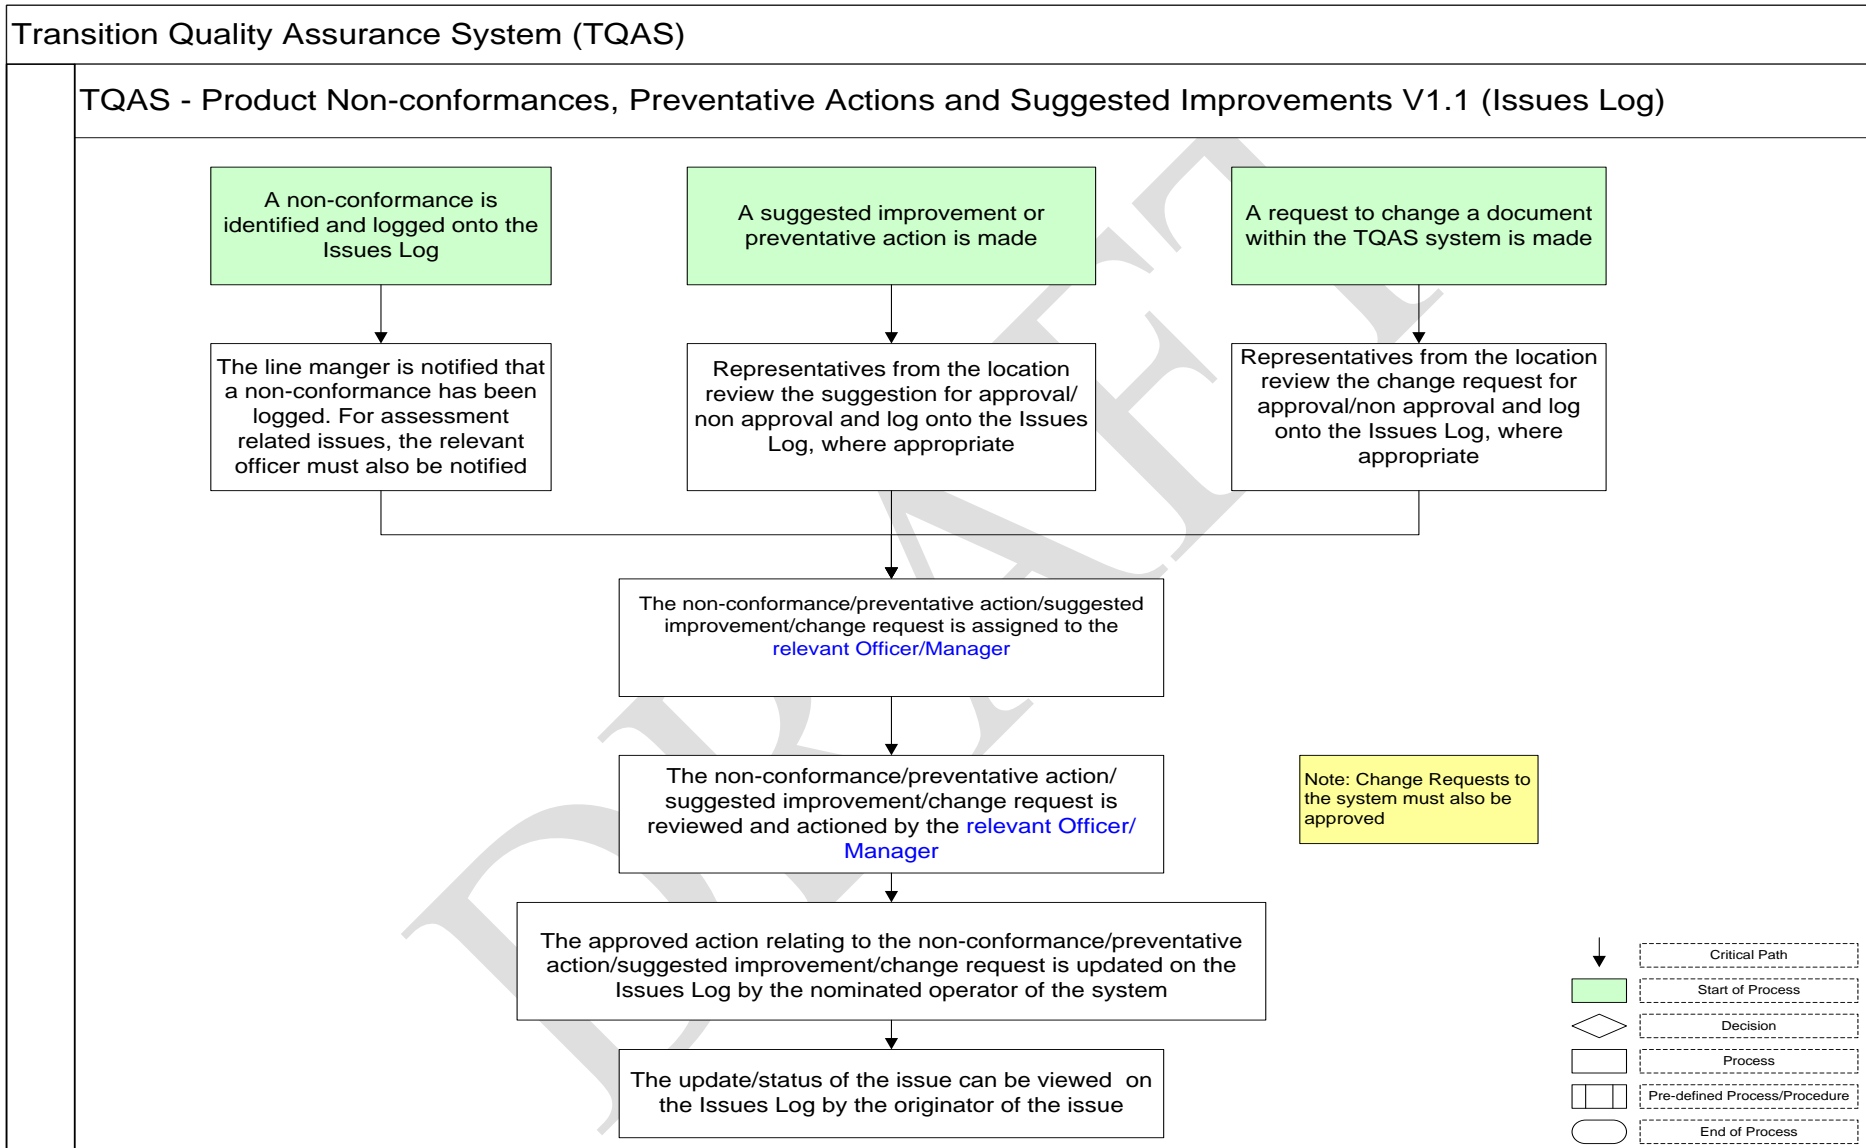 Transition Quality Assurance System (TQAS)
TQAS - Product Non-conformances, Preventative Actions and Suggested Improvements V1.1 (Issues Log)
A non-conformance is
identified and logged onto the
Issues Log
A suggested improvement or
preventative action is made
A request to change a document
within the TQAS system is made
The line manger is notified that
a non-conformance has been
logged. For assessment
related issues, the relevant
officer must also be notified
Representatives from the location
review the suggestion for approval/
non approval and log onto the Issues
Log, where appropriate
Representatives from the location
review the change request for
approval/non approval and log
onto the Issues Log, where
appropriate
The non-conformance/preventative action/suggested
improvement/change request is assigned to the
relevant Officer/Manager
The non-conformance/preventative action/
suggested improvement/change request is
reviewed and actioned by the relevant Officer/
Manager
Note: Change Requests to
the system must also be
approved
The approved action relating to the non-conformance/preventative
action/suggested improvement/change request is updated on the
Issues Log by the nominated operator of the system
The update/status of the issue can be viewed on
the Issues Log by the originator of the issue
Critical Path
Start of Process
Decision
Process
Pre-defined Process/Procedure
End of Process
DRAFT